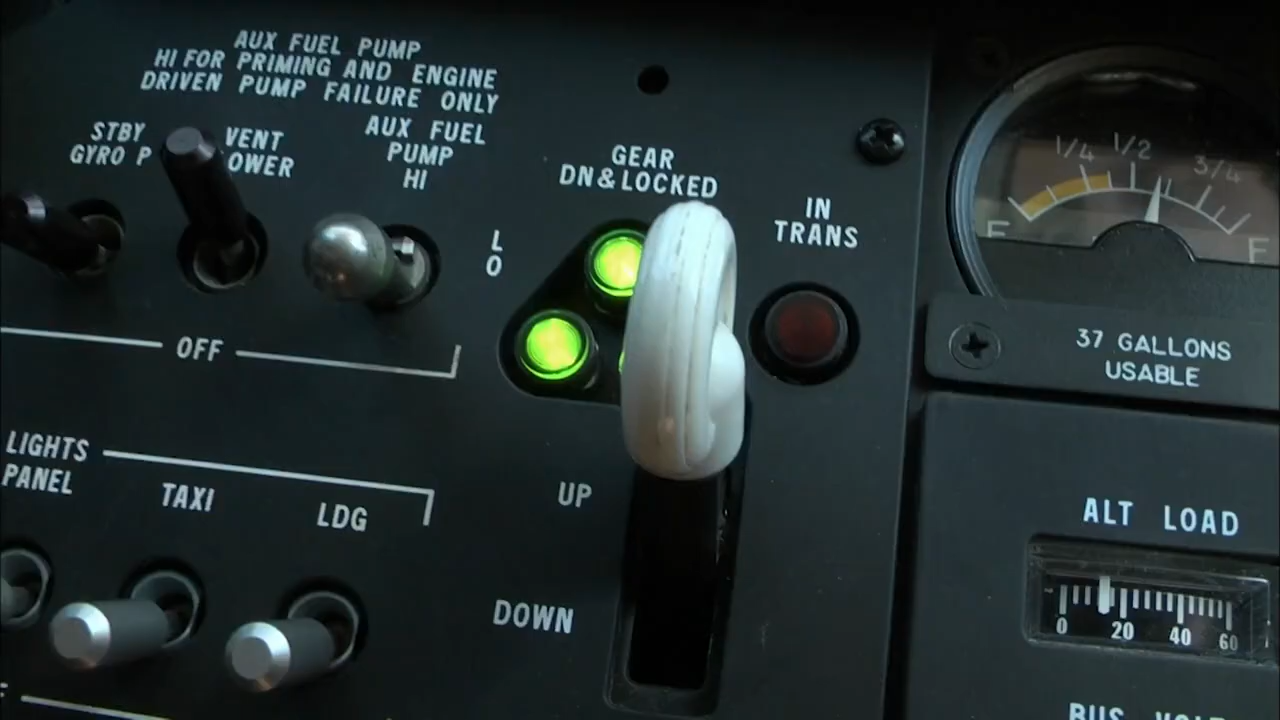 AUX FUEL PUMP
HI FOR PRIMING AND ENGINE
DRIVEN PUMP FAILURE ONLY
STBY
GYRO P
VENT
OWER
AUX FUEL
PUMP
HI
L
O
OFF
GEAR
DN & LOCKED
IN
TRANS
1/4 1/2 3/4
E F
37 GALLONS
USABLE
LIGHTS
PANEL
TAXI
LDG
UP
DOWN
ALT LOAD
0 20 40 60
BUS VOLT